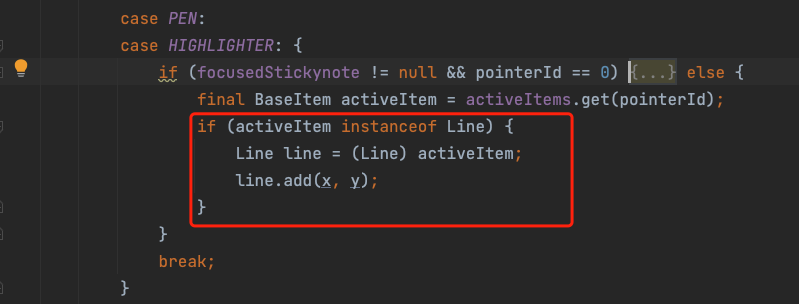 case PEN:
case HIGHLIGHTER: {
if (focusedStickynote != null && pointerId == 0) {...} else {
final BaseItem activeItem = activeItems.get(pointerId);
if (activeItem instanceof Line) {
Line line = (Line) activeItem;
line.add(x, y);
}
}
break;
}